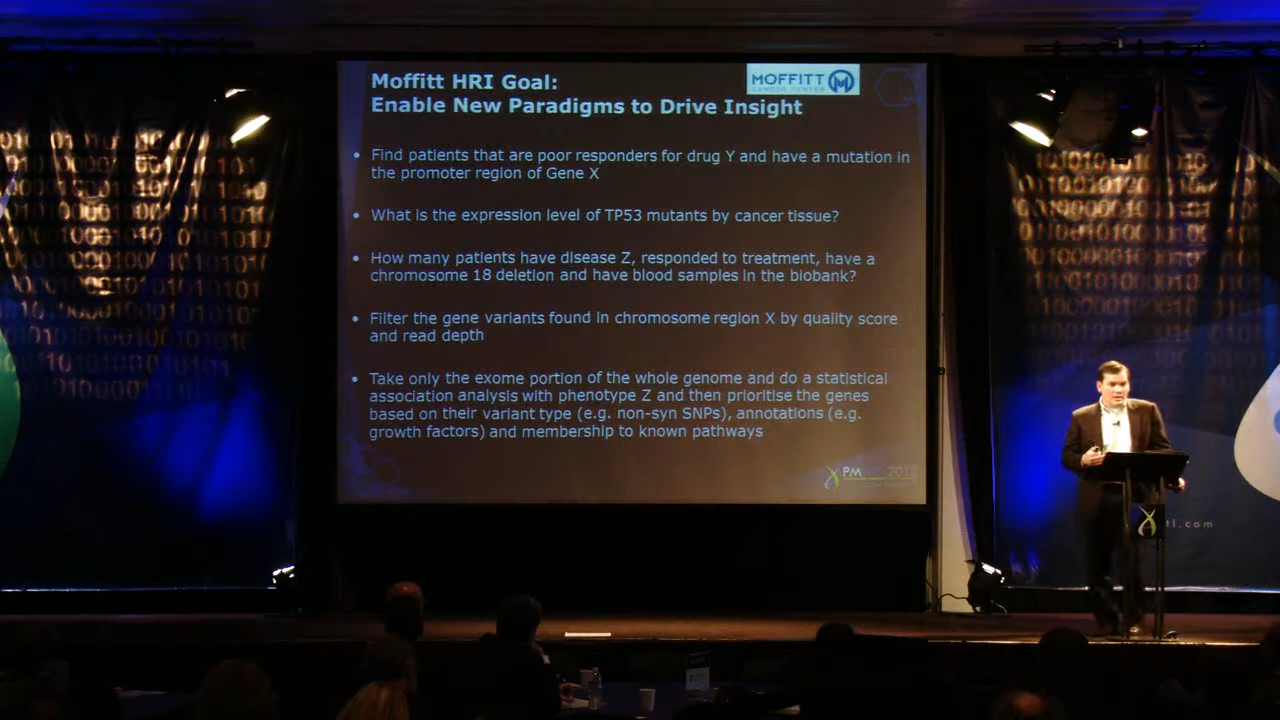 Moffitt HRI Goal:
Enable New Paradigms to Drive Insight
MOFFITT
CANCER CENTER
• Find patients that are poor responders for drug Y and have a mutation in
the promoter region of Gene X
• What is the expression level of TP53 mutants by cancer tissue?
• How many patients have disease Z, responded to treatment, have a
chromosome 18 deletion and have blood samples in the biobank?
• Filter the gene variants found in chromosome region X by quality score
and read depth
• Take only the exome portion of the whole genome and do a statistical
association analysis with phenotype Z and then prioritise the genes
based on their variant type (e.g. non-syn SNPs), annotations (e.g.
growth factors) and membership to known pathways
PM
tl.com